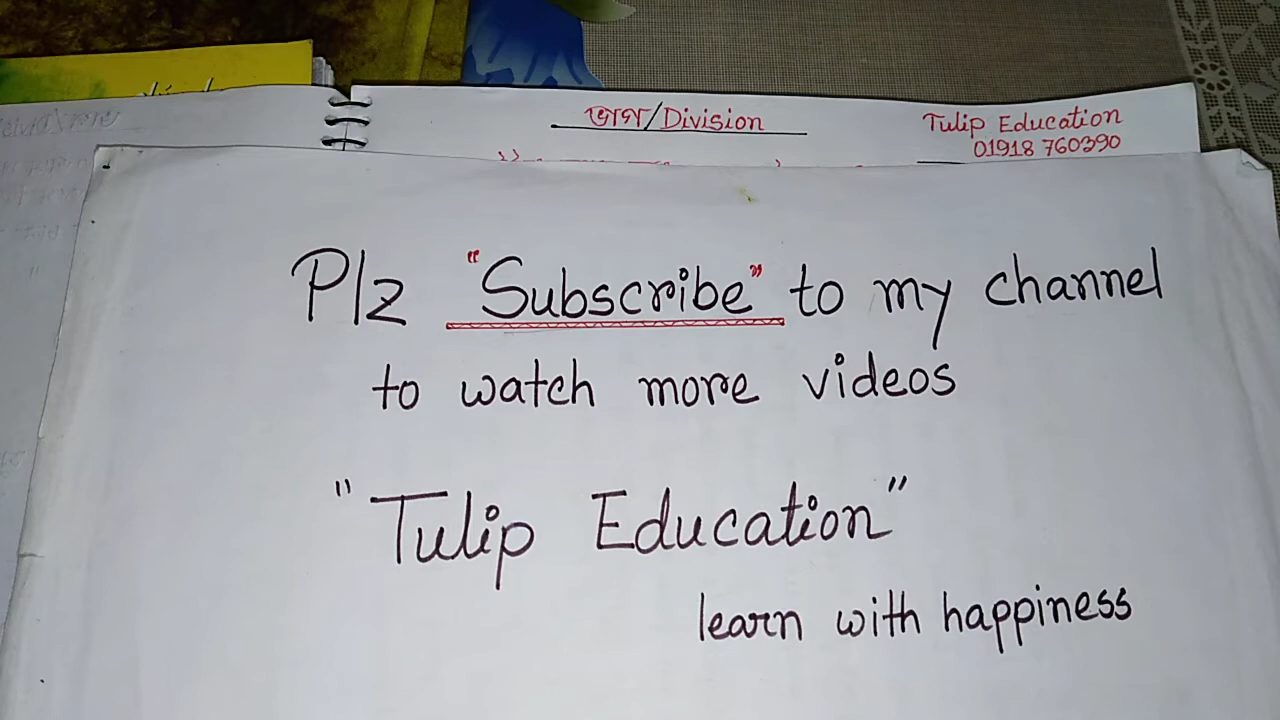 ভাগ/Division
Tulip Education
01918 760390
Plz "Subscribe" to my channel
to watch more videos
"Tulip Education"
learn with happiness